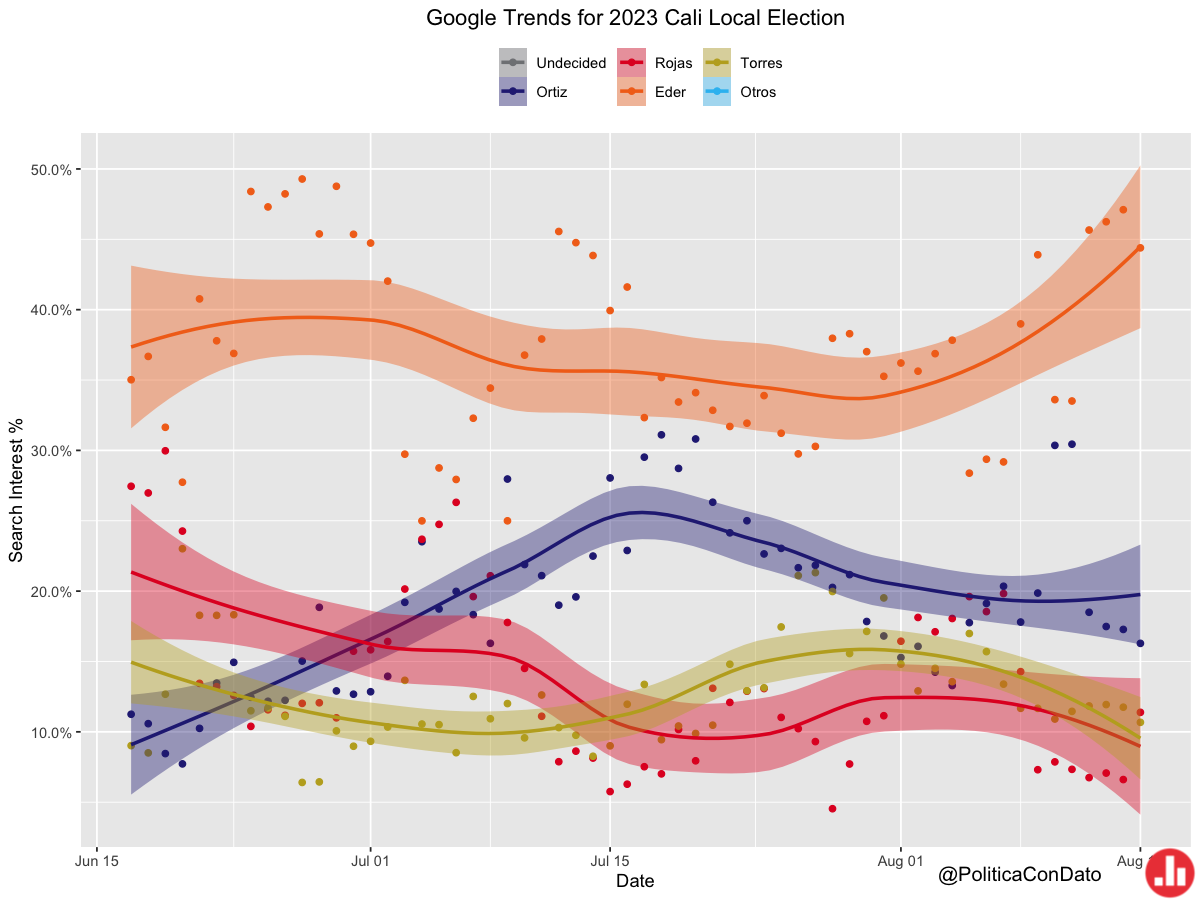 Google Trends for 2023 Cali Local Election
Undecided Rojas Torres
Ortiz Eder Otros
50.0%
40.0%
30.0%
20.0%
10.0%
Search Interest %
Jun 15 Jul 01 Jul 15 Aug 01 Aug
Date
@PoliticaConDato